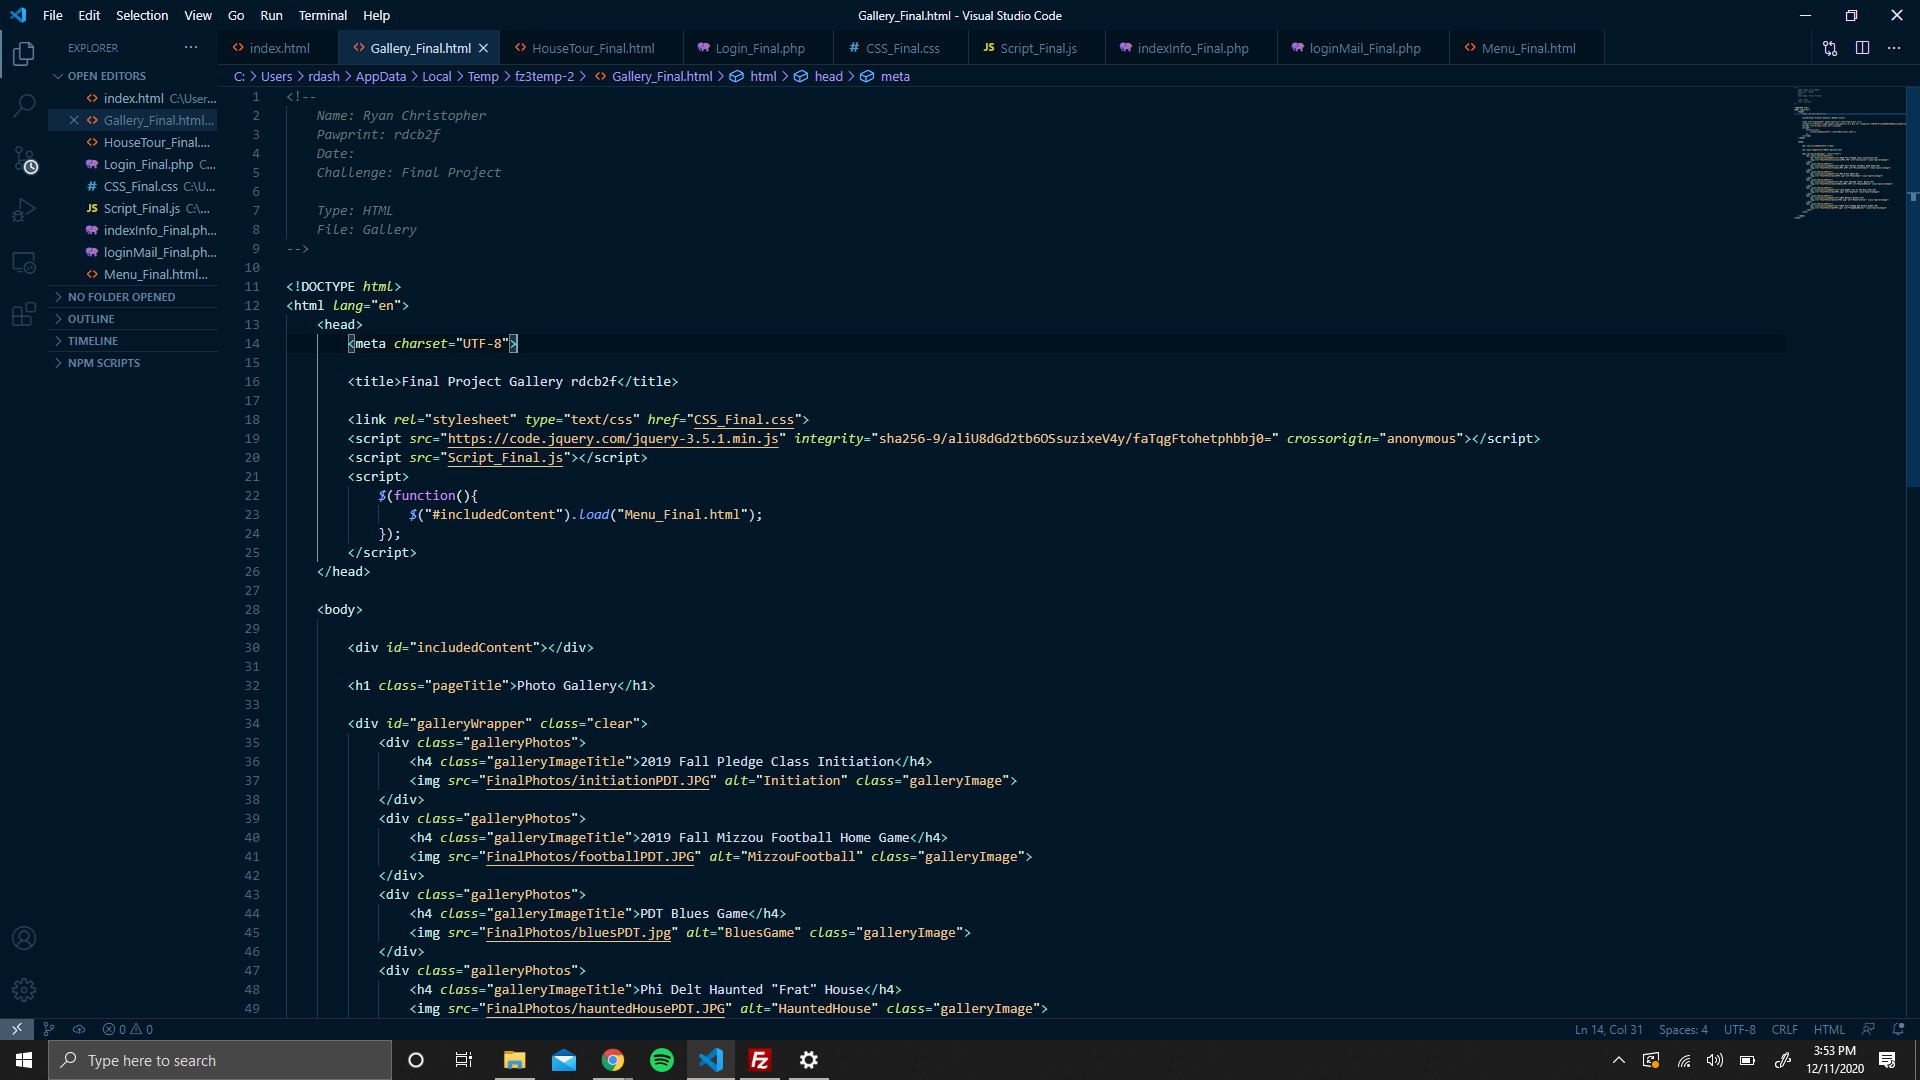 File Edit Selection View Go Run Terminal Help
Gallery_Final.html - Visual Studio Code
EXPLORER
index.html
Gallery_Final.html
HouseTour_Final.html
Login_Final.php
CSS_Final.css
Script_Final.js
indexInfo_Final.php
loginMail_Final.php
Menu_Final.html
OPEN EDITORS
index.html C:\User...
Gallery_Final.html...
HouseTour_Final....
Login_Final.php C...
CSS_Final.css C:\U...
JS Script_Final.js C:\...
indexInfo_Final.ph...
loginMail_Final.ph...
Menu_Final.html...
NO FOLDER OPENED
OUTLINE
TIMELINE
NPM SCRIPTS
C: > Users > rdash > AppData > Local > Temp > fz3temp-2 > Gallery_Final.html > html > head > meta
1 <!--
2 Name: Ryan Christopher
3 Pawprint: rdcb2f
4 Date:
5 Challenge: Final Project
6
7 Type: HTML
8 File: Gallery
9 -->
10
11 <!DOCTYPE html>
12 <html lang="en">
13 <head>
14 <meta charset="UTF-8">
15
16 <title>Final Project Gallery rdcb2f</title>
17
18 <link rel="stylesheet" type="text/css" href="CSS_Final.css">
19 <script src="https://code.jquery.com/jquery-3.5.1.min.js" integrity="sha256-9/aliU8dGd2tb6OSsuzixeV4y/faTqgFtohetphbbj0=" crossorigin="anonymous"></script>
20 <script src="Script_Final.js"></script>
21 <script>
22 $(function(){
23 $("#includedContent").load("Menu_Final.html");
24 });
25 </script>
26 </head>
27
28 <body>
29
30 <div id="includedContent"></div>
31
32 <h1 class="pageTitle">Photo Gallery</h1>
33
34 <div id="galleryWrapper" class="clear">
35 <div class="galleryPhotos">
36 <h4 class="galleryImageTitle">2019 Fall Pledge Class Initiation</h4>
37 <img src="FinalPhotos/initiationPDT.JPG" alt="Initiation" class="galleryImage">
38 </div>
39 <div class="galleryPhotos">
40 <h4 class="galleryImageTitle">2019 Fall Mizzou Football Home Game</h4>
41 <img src="FinalPhotos/footballPDT.JPG" alt="MizzouFootball" class="galleryImage">
42 </div>
43 <div class="galleryPhotos">
44 <h4 class="galleryImageTitle">PDT Blues Game</h4>
45 <img src="FinalPhotos/bluesPDT.jpg" alt="BluesGame" class="galleryImage">
46 </div>
47 <div class="galleryPhotos">
48 <h4 class="galleryImageTitle">Phi Delt Haunted "Frat" House</h4>
49 <img src="FinalPhotos/hauntedHousePDT.JPG" alt="HauntedHouse" class="galleryImage">
0 0
Ln 14, Col 31 Spaces: 4 UTF-8 CRLF HTML
Type here to search
3:53 PM
12/11/2020